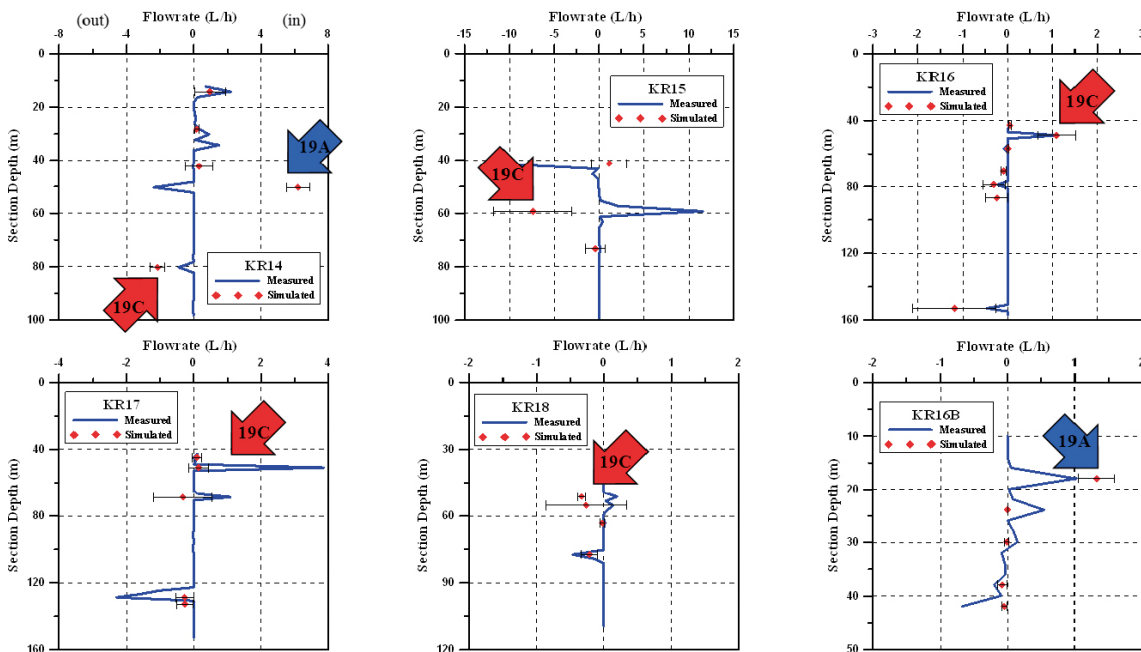 (out) Flowrate (L/h) (in)
-8 -4 0 4 8
Section Depth (m)
0
20
40
60
80
100
19A
19C
KR14
Measured
Simulated
Flowrate (L/h)
-15 -10 -5 0 5 10 15
Section Depth (m)
0
20
40
60
80
100
KR15
Measured
Simulated
19C
Flowrate (L/h)
-3 -2 -1 0 1 2 3
Section Depth (m)
0
40
80
120
160
KR16
Measured
Simulated
19C
Flowrate (L/h)
-4 -2 0 2 4
Section Depth (m)
0
40
80
120
160
KR17
Measured
Simulated
19C
Flowrate (L/h)
-2 -1 0 1 2
Section Depth (m)
0
30
60
90
120
KR18
Measured
Simulated
19C
Flowrate (L/h)
-2 -1 0 1 2
Section Depth (m)
0
10
20
30
40
50
KR16B
Measured
Simulated
19A